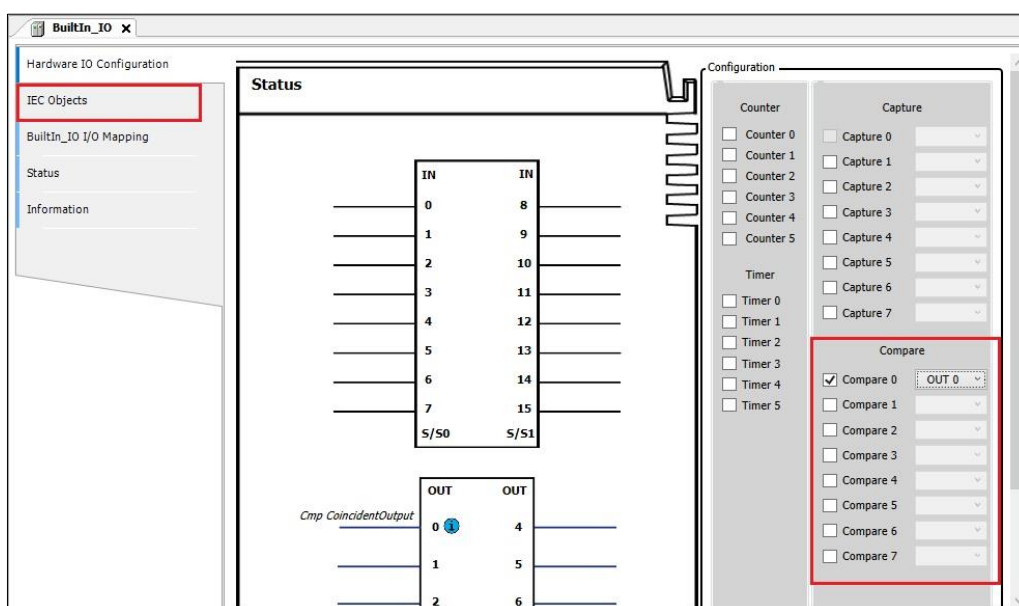 BuiltIn_IO X
Hardware IO Configuration
IEC Objects
BuiltIn_IO I/O Mapping
Status
Information
Status
IN IN
0 8
1 9
2 10
3 11
4 12
5 13
6 14
7 15
S/S0 S/S1
OUT OUT
Cmp CoincidentOutput 0 i 4
1 5
2 6
Configuration
Counter
Counter 0
Counter 1
Counter 2
Counter 3
Counter 4
Counter 5
Timer
Timer 0
Timer 1
Timer 2
Timer 3
Timer 4
Timer 5
Capture
Capture 0
Capture 1
Capture 2
Capture 3
Capture 4
Capture 5
Capture 6
Capture 7
Compare
Compare 0 OUT 0
Compare 1
Compare 2
Compare 3
Compare 4
Compare 5
Compare 6
Compare 7